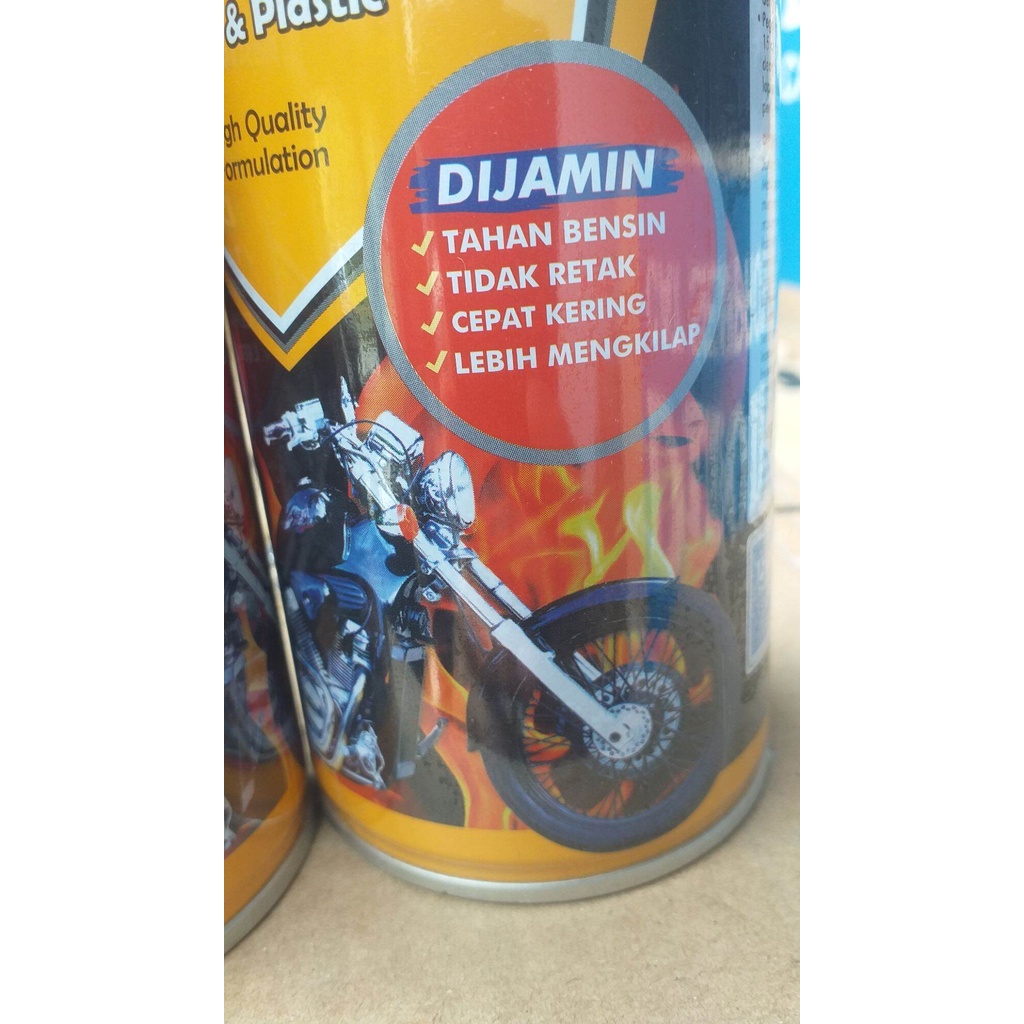 & Plastic
gh Quality
ormulation
DIJAMIN
TAHAN BENSIN
TIDAK RETAK
CEPAT KERING
LEBIH MENGKILAP